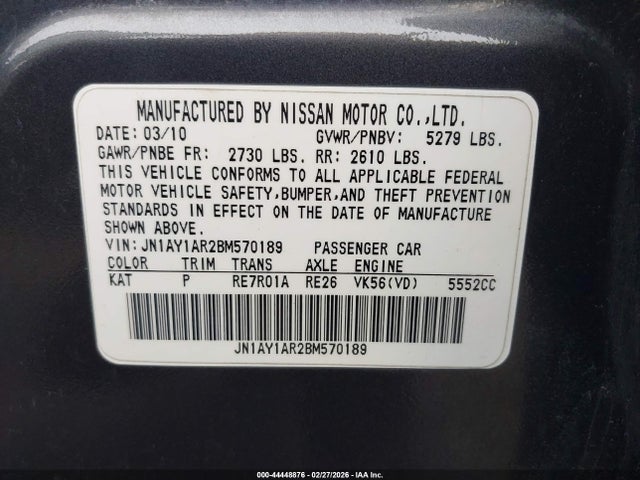 MANUFACTURED BY NISSAN MOTOR CO.,LTD.
DATE: 03/10 GVWR/PNBV: 5279 LBS.
GAWR/PNBE FR: 2730 LBS. RR: 2610 LBS.
THIS VEHICLE CONFORMS TO ALL APPLICABLE FEDERAL
MOTOR VEHICLE SAFETY,BUMPER,AND THEFT PREVENTION
STANDARDS IN EFFECT ON THE DATE OF MANUFACTURE
SHOWN ABOVE.
VIN: JN1AY1AR2BM570189 PASSENGER CAR
COLOR TRIM TRANS AXLE ENGINE
KAT P RE7R01A RE26 VK56(VD) 5552CC
JN1AY1AR2BM570189
000-44448876 - 02/27/2026 - IAA Inc.